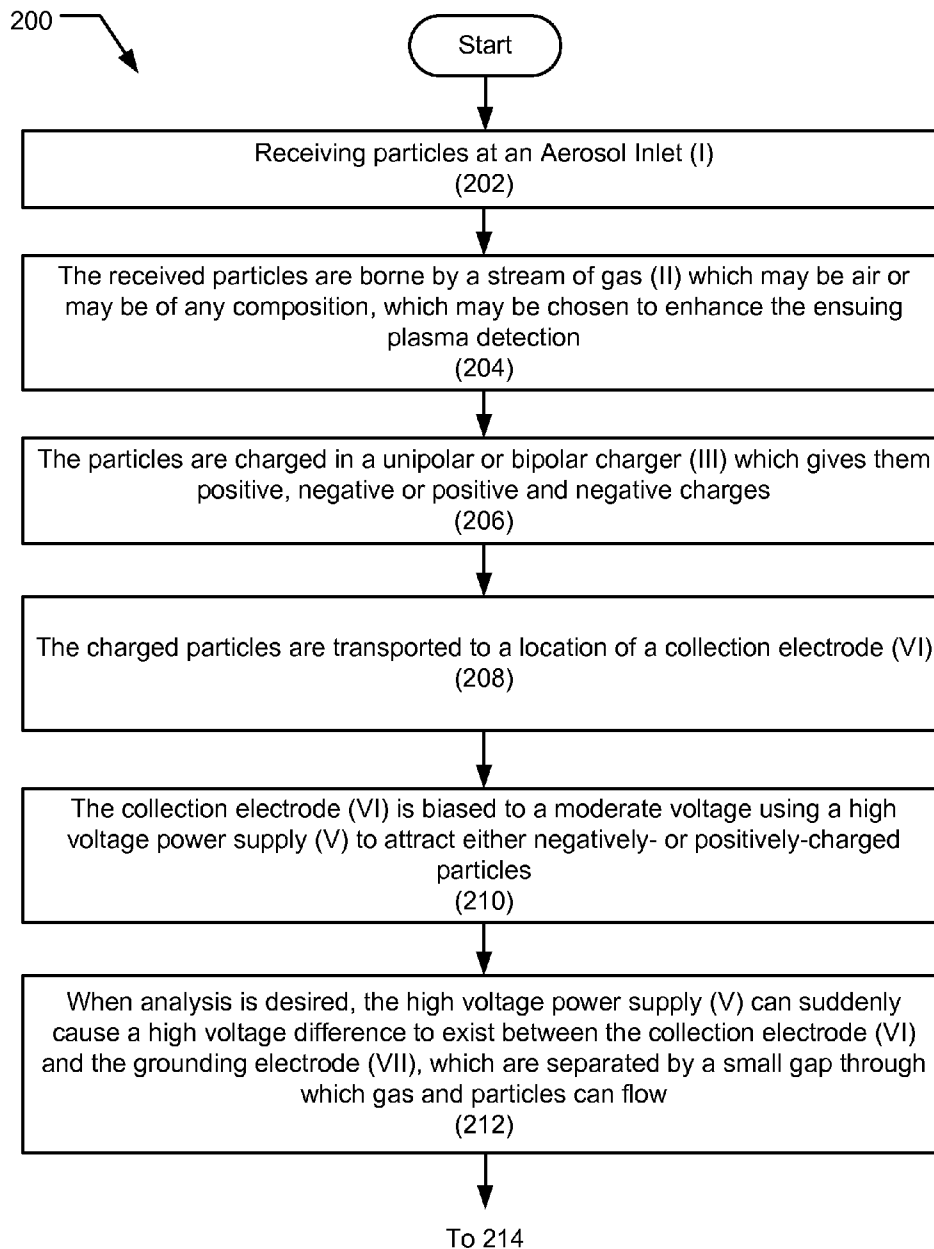 200
Start
Receiving particles at an Aerosol Inlet (I)
(202)
The received particles are borne by a stream of gas (II) which may be air or
may be of any composition, which may be chosen to enhance the ensuing
plasma detection
(204)
The particles are charged in a unipolar or bipolar charger (III) which gives them
positive, negative or positive and negative charges
(206)
The charged particles are transported to a location of a collection electrode (VI)
(208)
The collection electrode (VI) is biased to a moderate voltage using a high
voltage power supply (V) to attract either negatively- or positively-charged
particles
(210)
When analysis is desired, the high voltage power supply (V) can suddenly
cause a high voltage difference to exist between the collection electrode (VI)
and the grounding electrode (VII), which are separated by a small gap through
which gas and particles can flow
(212)
To 214